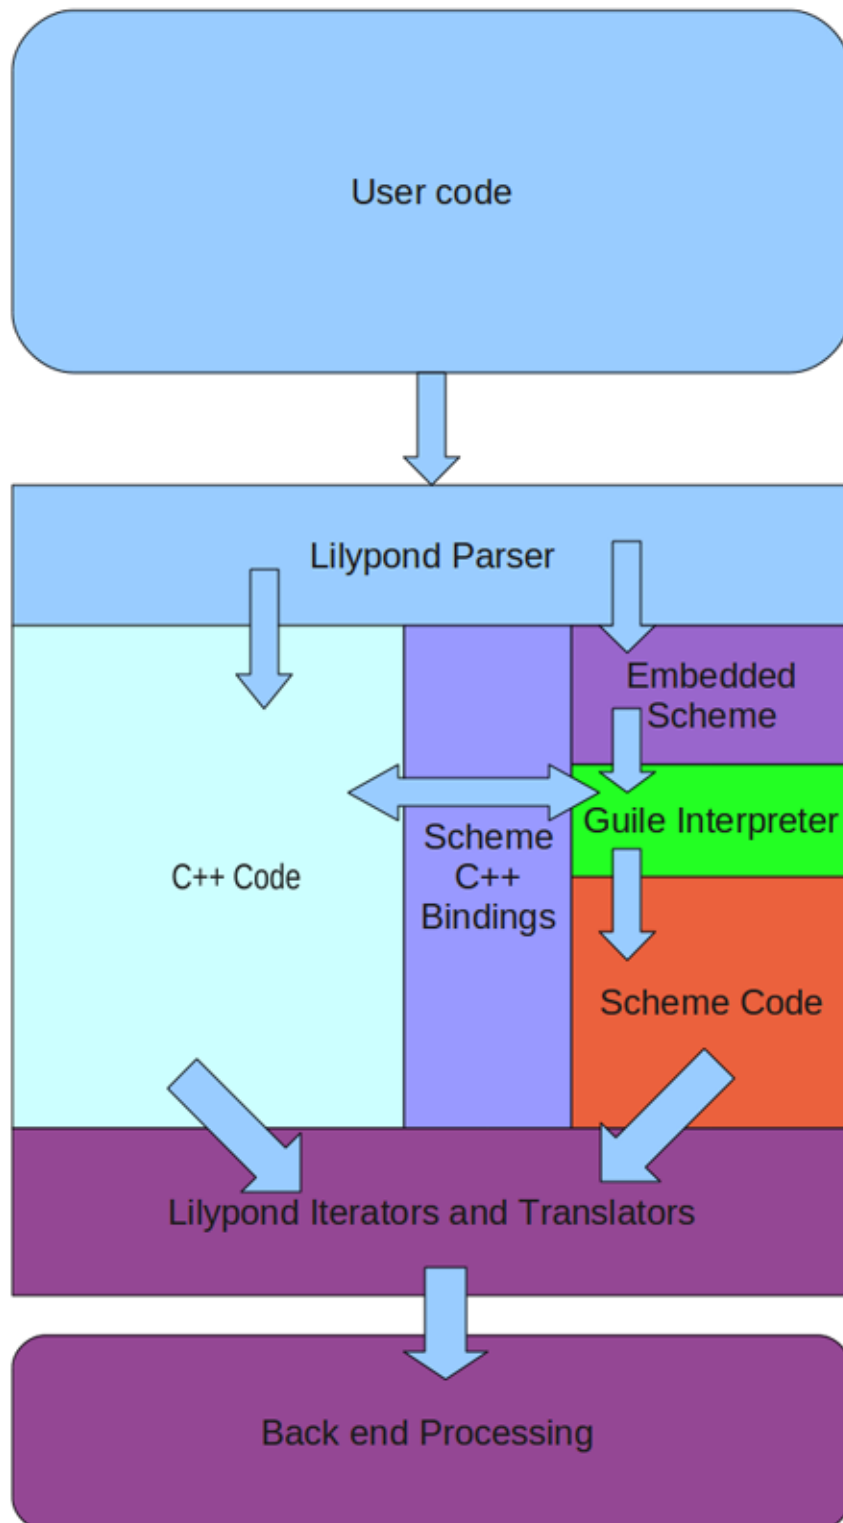 User code
Lilypond Parser
Embedded
Scheme
Guile Interpreter
Scheme
C++
Bindings
C++ Code
Scheme Code
Lilypond Iterators and Translators
Back end Processing